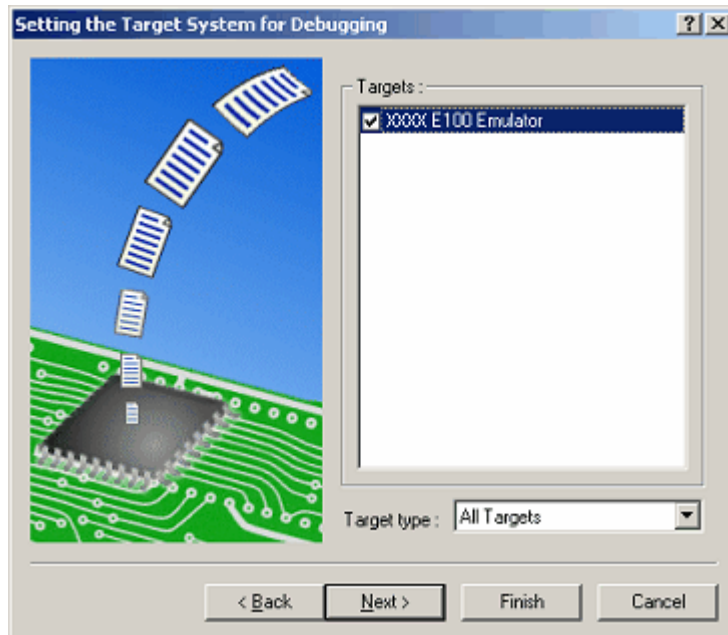 Setting the Target System for Debugging
Targets :
XXXX E100 Emulator
Target type : All Targets
< Back Next > Finish Cancel